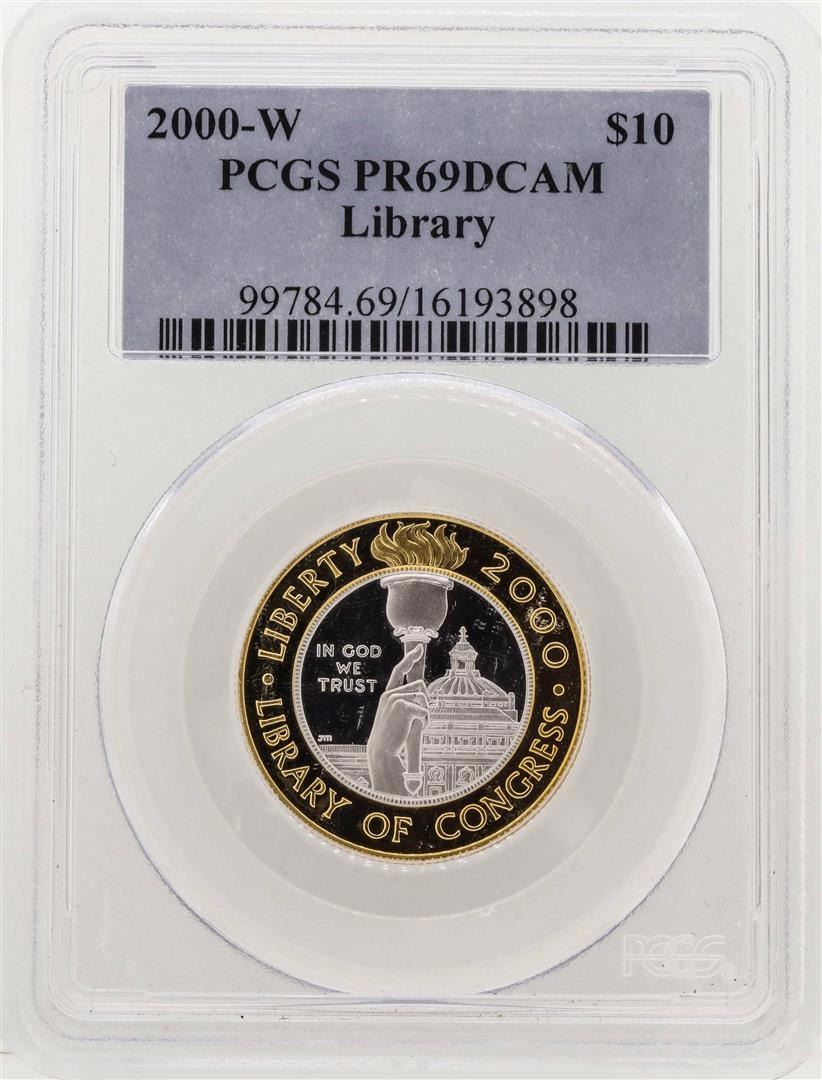 2000-W $10
PCGS PR69DCAM
Library
99784.69/16193898
LIBERTY 2000
IN GOD
WE
TRUST
JM
LIBRARY OF CONGRESS
PCGS